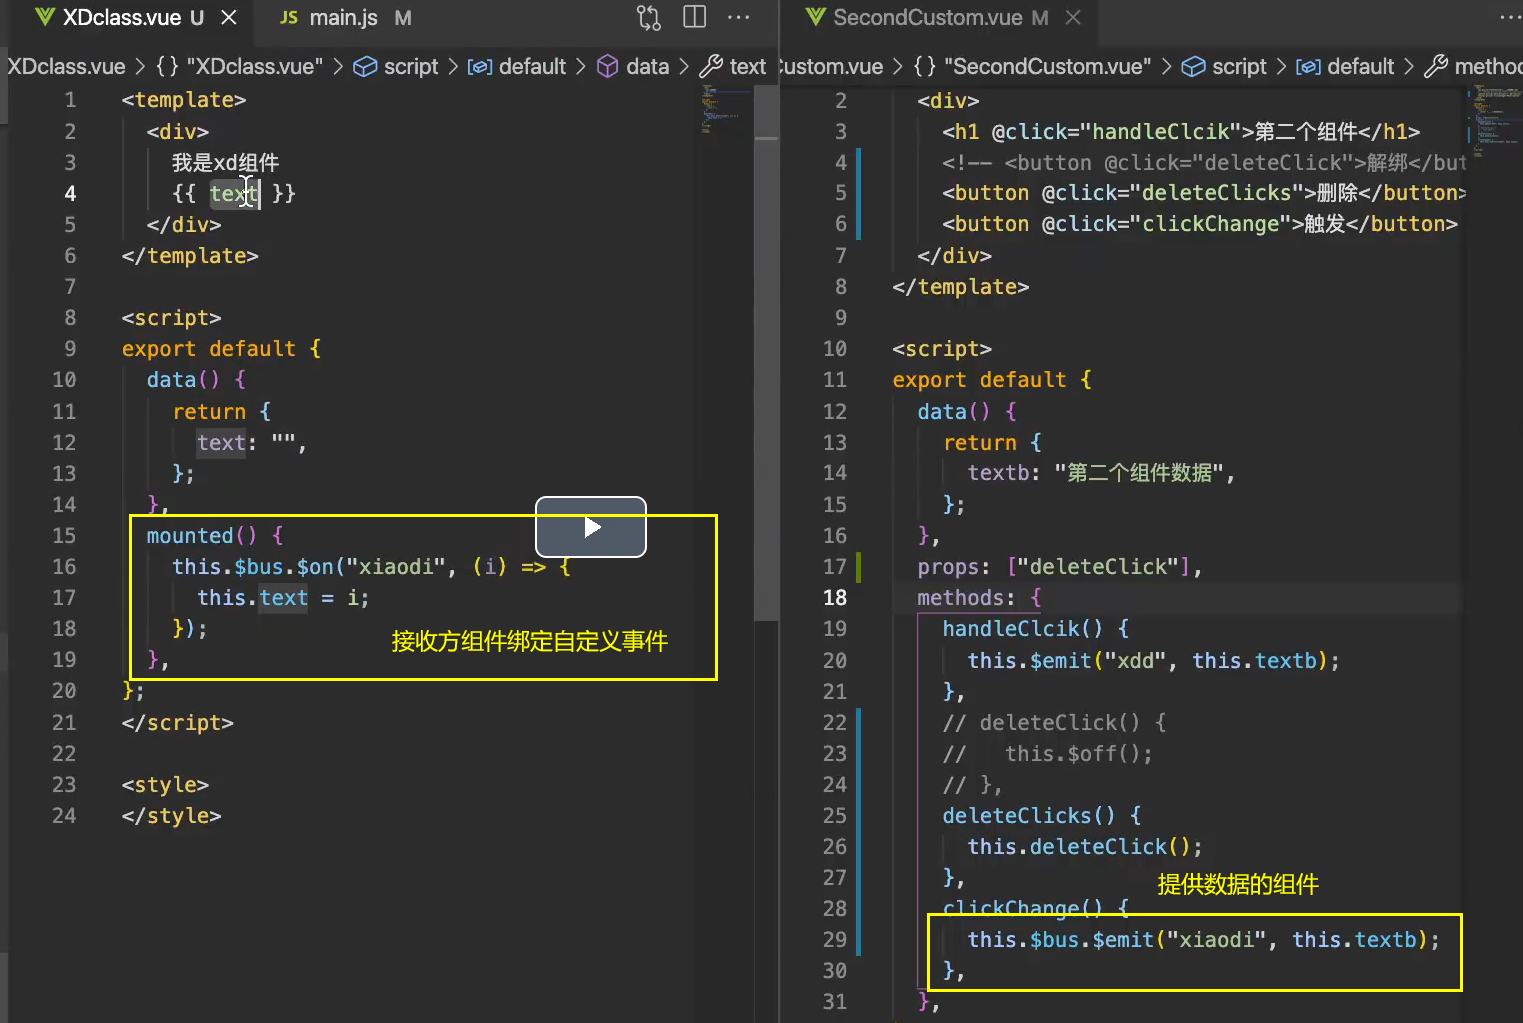 XDclass.vue U
JS main.js M
XDclass.vue > {} "XDclass.vue" > script > default > data > text
1 <template>
2 <div>
3 我是xd组件
4 {{ text }}
5 </div>
6 </template>
7
8 <script>
9 export default {
10 data() {
11 return {
12 text: "",
13 };
14 },
15 mounted() {
16 this.$bus.$on("xiaodi", (i) => {
17 this.text = i;
18 });
接收方组件绑定自定义事件
19 },
20 };
21 </script>
22
23 <style>
24 </style>
SecondCustom.vue M
custom.vue > {} "SecondCustom.vue" > script > default > method
2 <div>
3 <h1 @click="handleClcik">第二个组件</h1>
4 <!-- <button @click="deleteClick">解绑</but
5 <button @click="deleteClicks">删除</button>
6 <button @click="clickChange">触发</button>
7 </div>
8 </template>
9
10 <script>
11 export default {
12 data() {
13 return {
14 textb: "第二个组件数据",
15 };
16 },
17 props: ["deleteClick"],
18 methods: {
19 handleClcik() {
20 this.$emit("xdd", this.textb);
21 },
22 // deleteClick() {
23 // this.$off();
24 // },
25 deleteClicks() {
26 this.deleteClick();
27 },
提供数据的组件
28 clickChange() {
29 this.$bus.$emit("xiaodi", this.textb);
30 },
31 },